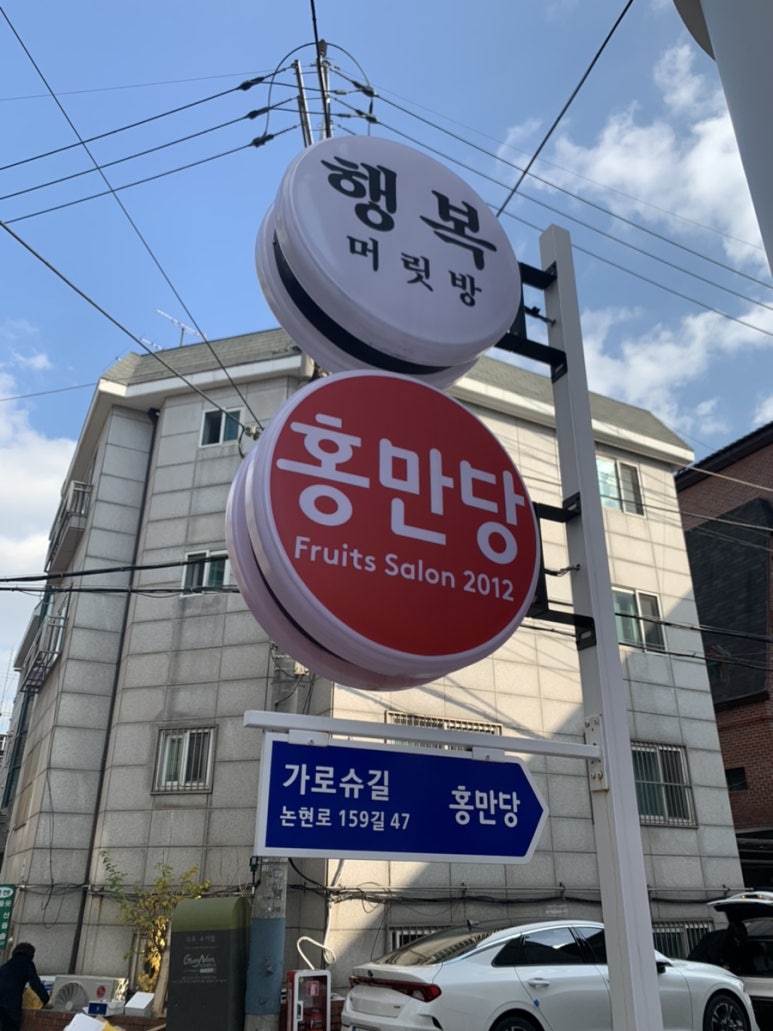 행복
머릿방
홍만당
Fruits Salon 2012
가로슈길
논현로 159길 47
홍만당